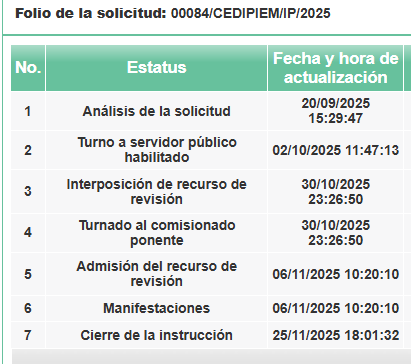 Folio de la solicitud: 00084/CEDIPIEM/IP/2025
No. Estatus Fecha y hora de
actualización
1 Análisis de la solicitud 20/09/2025
15:29:47
2 Turno a servidor público
habilitado 02/10/2025 11:47:13
3 Interposición de recurso de
revisión 30/10/2025
23:26:50
4 Turnado al comisionado
ponente 30/10/2025
23:26:50
5 Admisión del recurso de
revisión 06/11/2025 10:20:10
6 Manifestaciones 06/11/2025 10:20:10
7 Cierre de la instrucción 25/11/2025 18:01:32